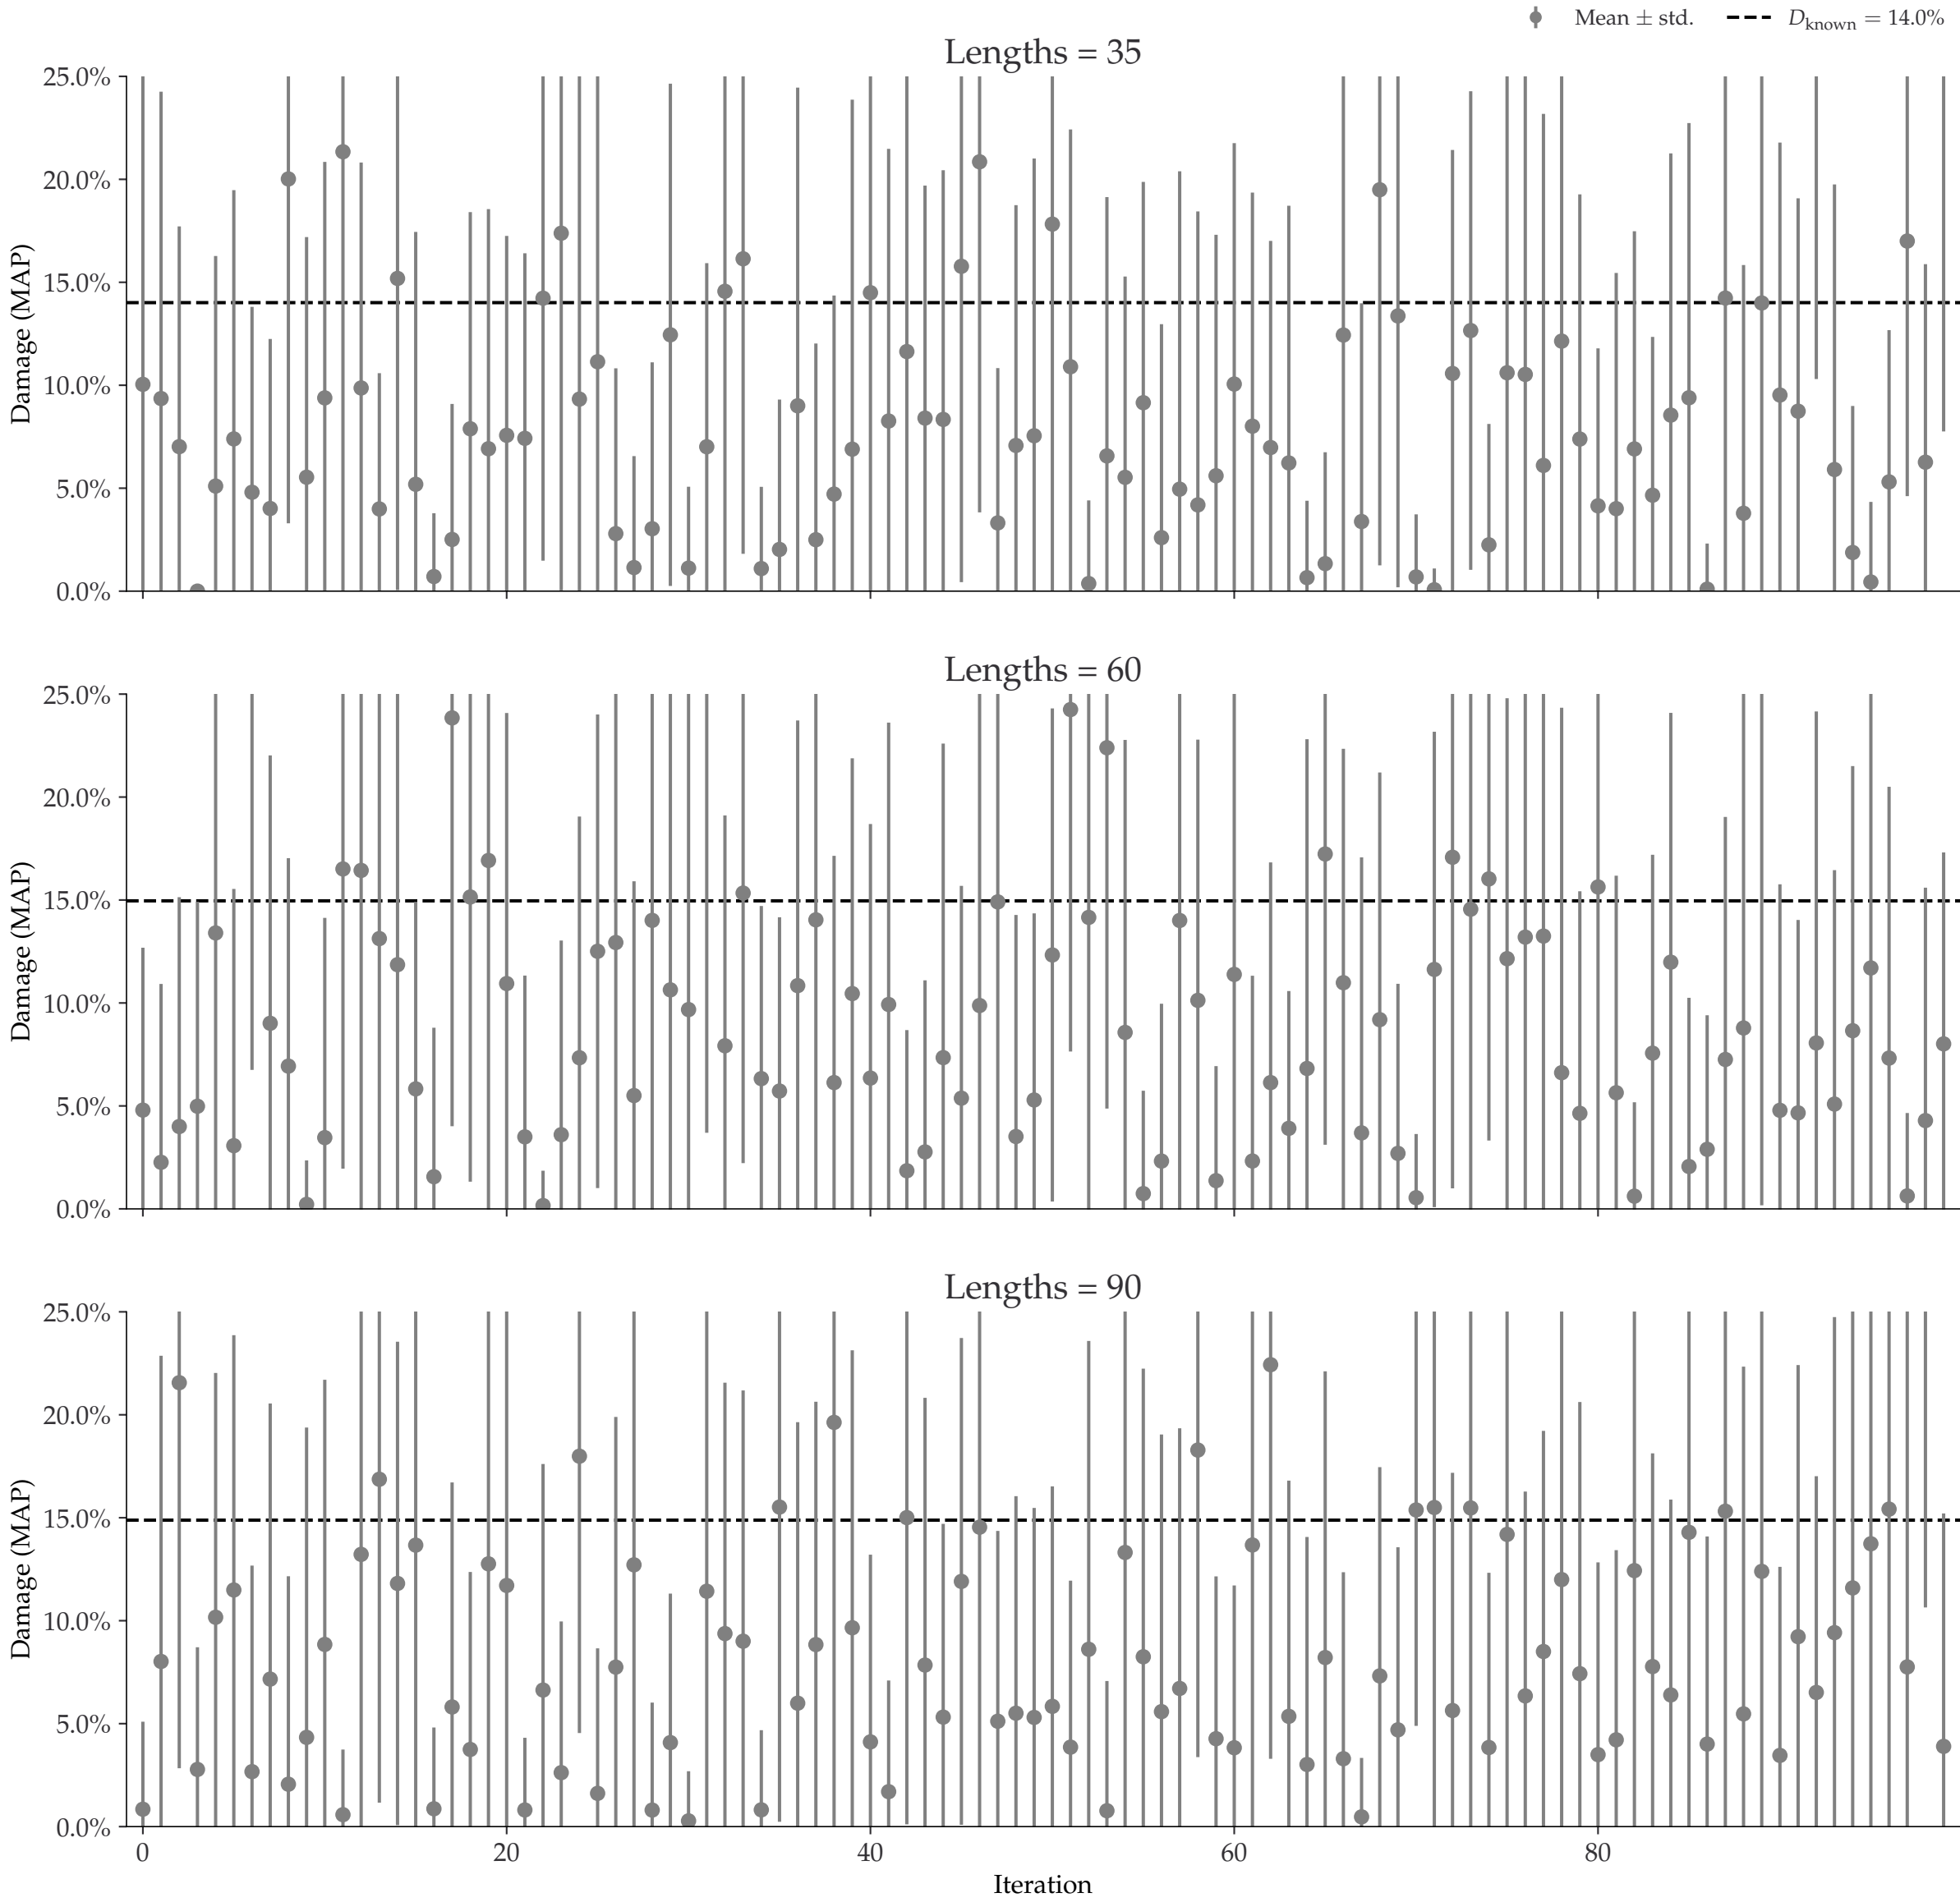 Mean ± std.
D_known = 14.0%
Lengths = 35
25.0%
20.0%
15.0%
10.0%
5.0%
0.0%
Damage (MAP)
Lengths = 60
25.0%
20.0%
15.0%
10.0%
5.0%
0.0%
Damage (MAP)
Lengths = 90
25.0%
20.0%
15.0%
10.0%
5.0%
0.0%
Damage (MAP)
0 20 40 60 80
Iteration